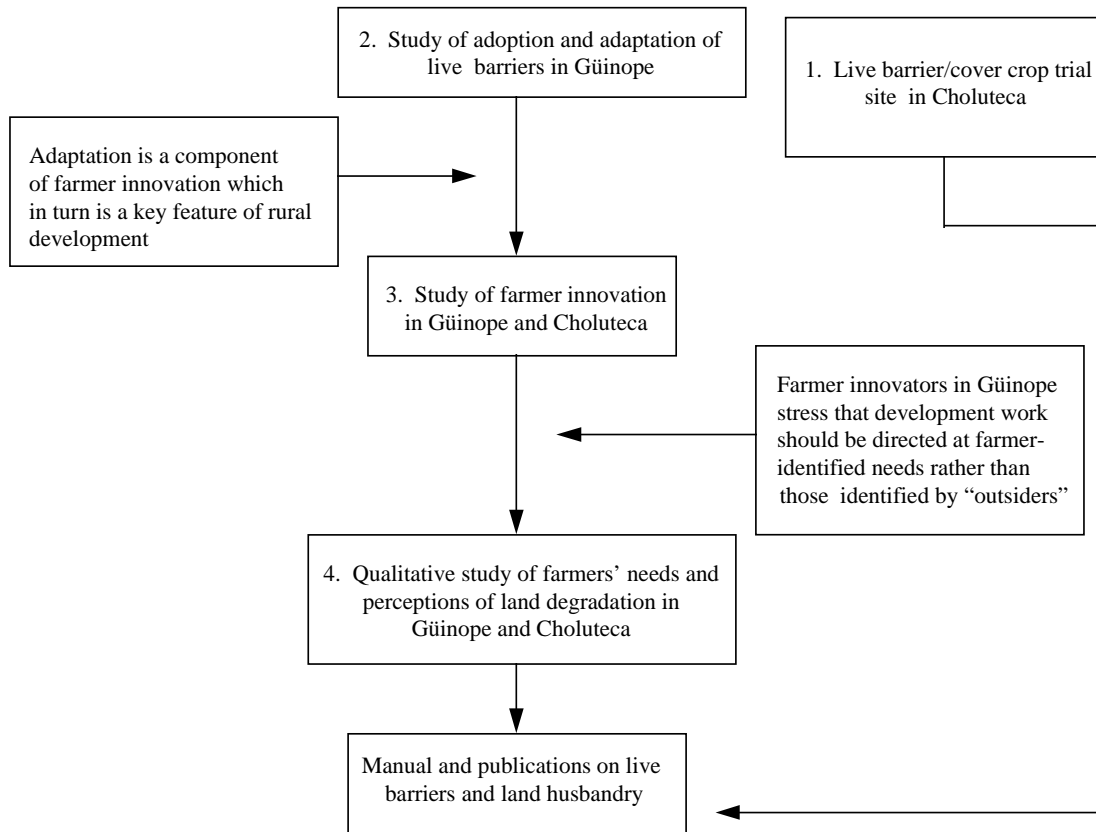 2. Study of adoption and adaptation of
live barriers in Güinope
1. Live barrier/cover crop trial
site in Choluteca
Adaptation is a component
of farmer innovation which
in turn is a key feature of rural
development
3. Study of farmer innovation
in Güinope and Choluteca
Farmer innovators in Güinope
stress that development work
should be directed at farmer-
identified needs rather than
those identified by “outsiders”
4. Qualitative study of farmers’ needs and
perceptions of land degradation in
Güinope and Choluteca
Manual and publications on live
barriers and land husbandry